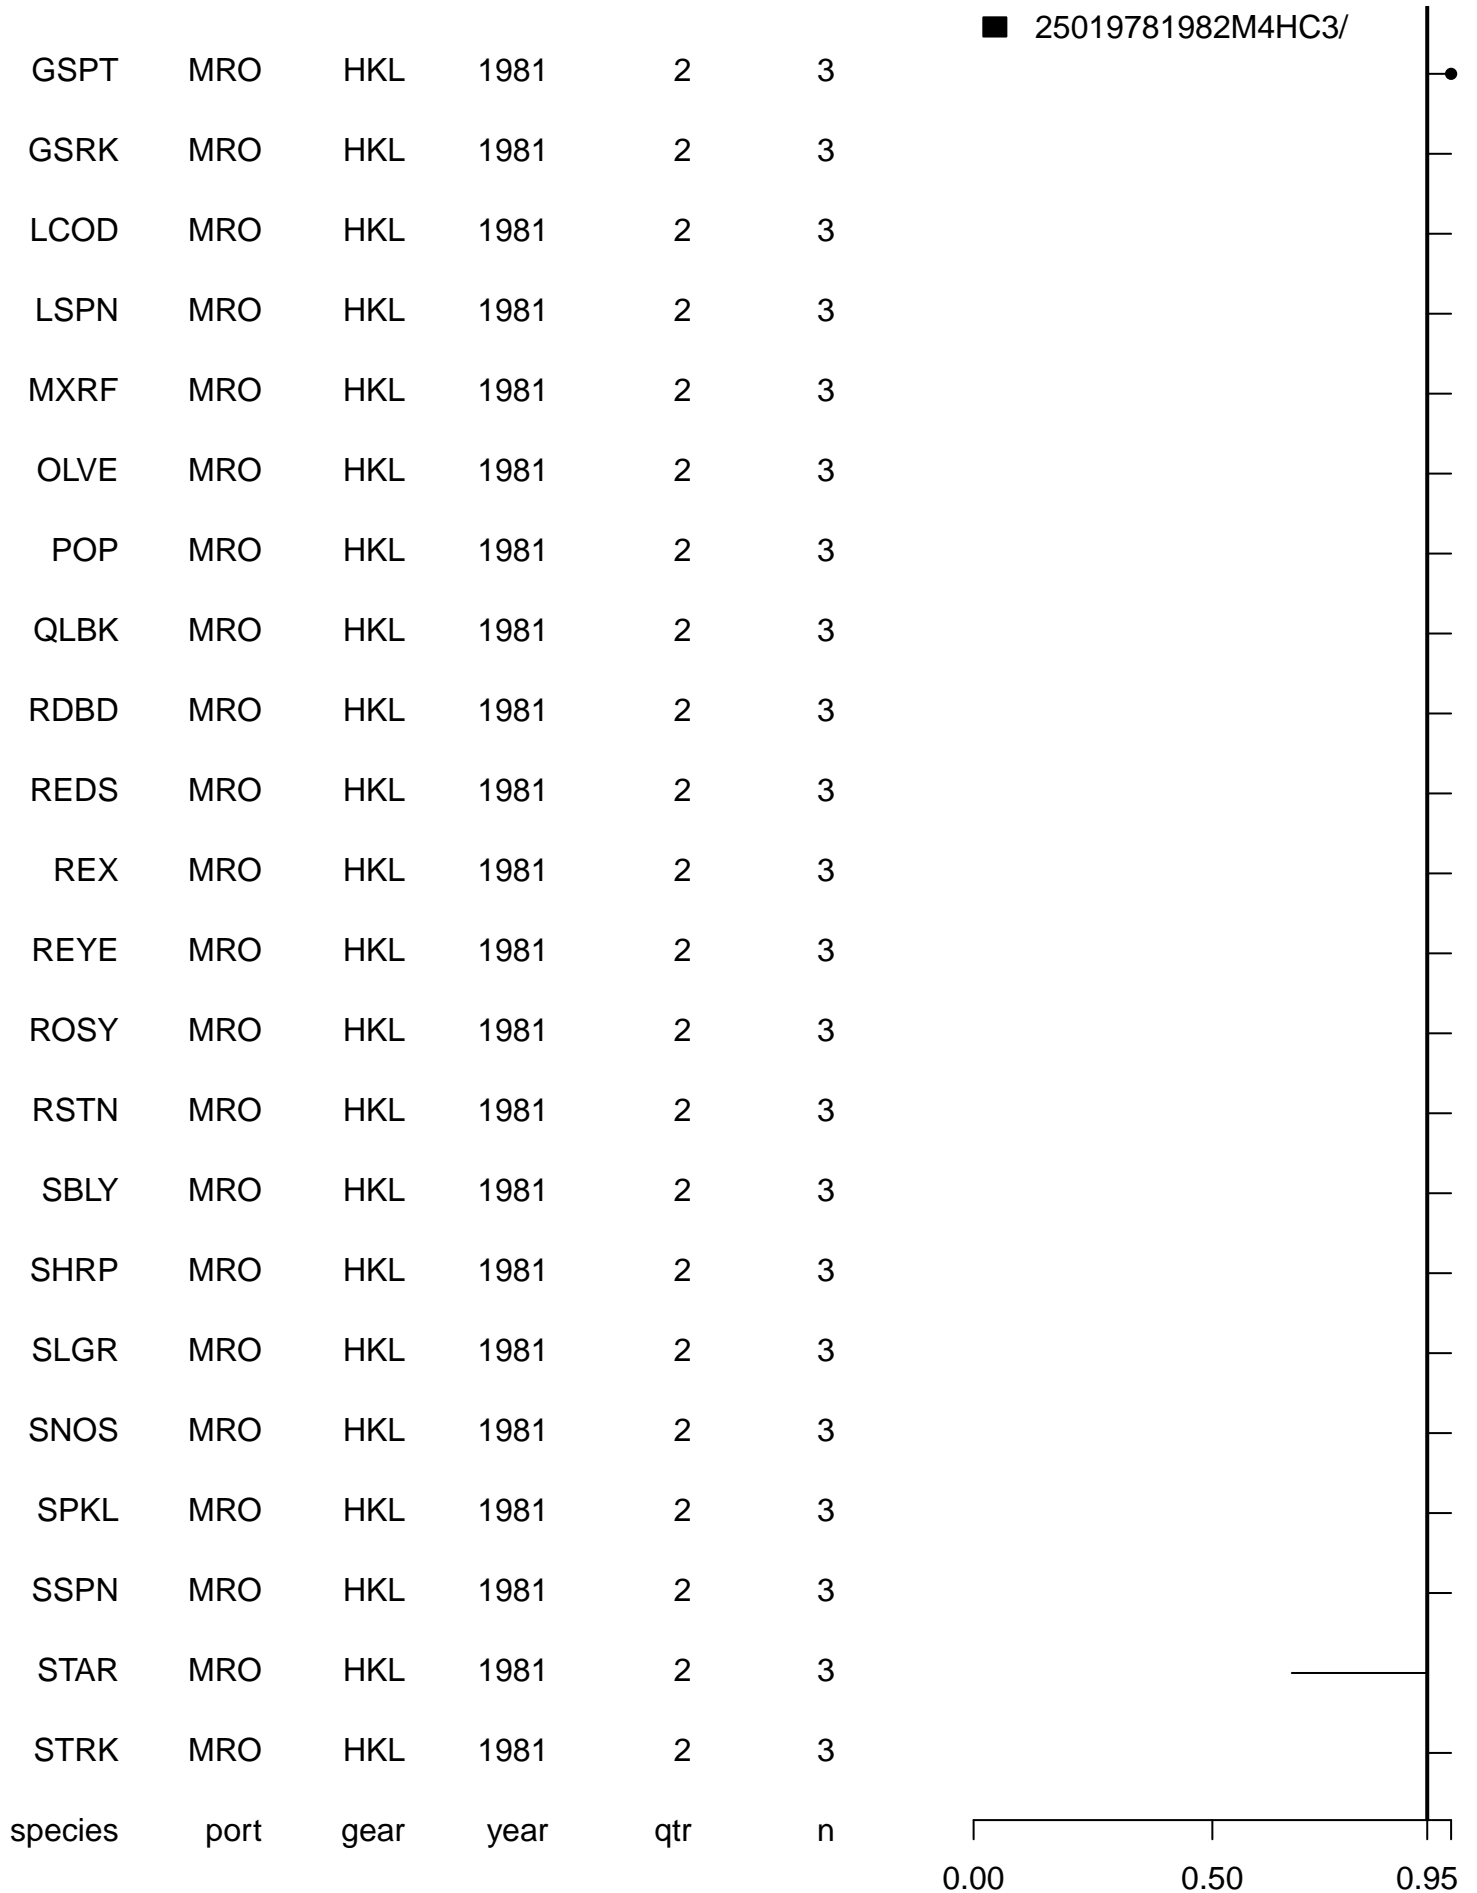 25019781982M4HC3/
GSPT MRO HKL 1981 2 3
GSRK MRO HKL 1981 2 3
LCOD MRO HKL 1981 2 3
LSPN MRO HKL 1981 2 3
MXRF MRO HKL 1981 2 3
OLVE MRO HKL 1981 2 3
POP MRO HKL 1981 2 3
QLBK MRO HKL 1981 2 3
RDBD MRO HKL 1981 2 3
REDS MRO HKL 1981 2 3
REX MRO HKL 1981 2 3
REYE MRO HKL 1981 2 3
ROSY MRO HKL 1981 2 3
RSTN MRO HKL 1981 2 3
SBLY MRO HKL 1981 2 3
SHRP MRO HKL 1981 2 3
SLGR MRO HKL 1981 2 3
SNOS MRO HKL 1981 2 3
SPKL MRO HKL 1981 2 3
SSPN MRO HKL 1981 2 3
STAR MRO HKL 1981 2 3
STRK MRO HKL 1981 2 3
species port gear year qtr n
0.00 0.50 0.95